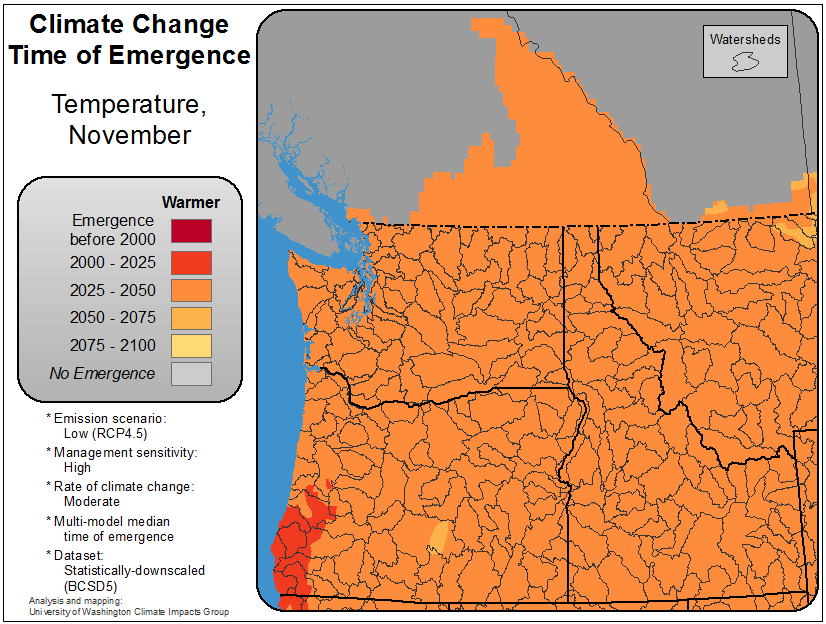 Climate Change
Time of Emergence
Temperature,
November
Warmer
Emergence
before 2000
2000 - 2025
2025 - 2050
2050 - 2075
2075 - 2100
No Emergence
* Emission scenario:
Low (RCP4.5)
* Management sensitivity:
High
* Rate of climate change:
Moderate
* Multi-model median
time of emergence
* Dataset:
Statistically-downscaled
(BCSD5)
Analysis and mapping:
University of Washington Climate Impacts Group
Watersheds